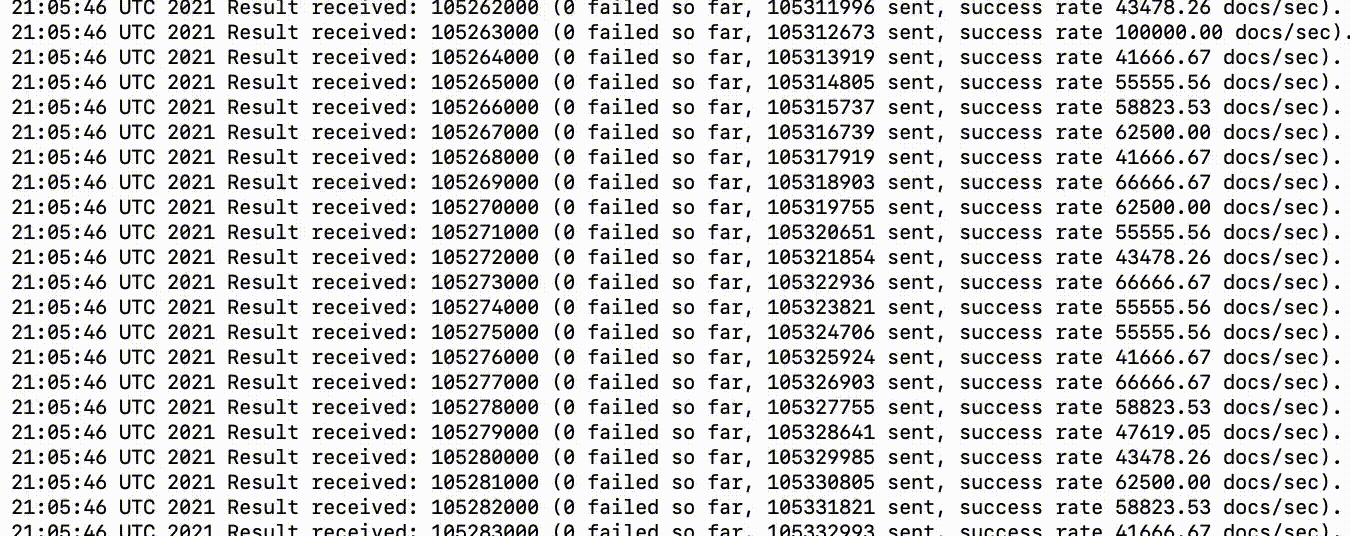 21:05:46 UTC 2021 Result received: 105262000 (0 failed so far, 105311996 sent, success rate 43478.26 docs/sec).
21:05:46 UTC 2021 Result received: 105263000 (0 failed so far, 105312673 sent, success rate 100000.00 docs/sec).
21:05:46 UTC 2021 Result received: 105264000 (0 failed so far, 105313919 sent, success rate 41666.67 docs/sec).
21:05:46 UTC 2021 Result received: 105265000 (0 failed so far, 105314805 sent, success rate 55555.56 docs/sec).
21:05:46 UTC 2021 Result received: 105266000 (0 failed so far, 105315737 sent, success rate 58823.53 docs/sec).
21:05:46 UTC 2021 Result received: 105267000 (0 failed so far, 105316739 sent, success rate 62500.00 docs/sec).
21:05:46 UTC 2021 Result received: 105268000 (0 failed so far, 105317919 sent, success rate 41666.67 docs/sec).
21:05:46 UTC 2021 Result received: 105269000 (0 failed so far, 105318903 sent, success rate 66666.67 docs/sec).
21:05:46 UTC 2021 Result received: 105270000 (0 failed so far, 105319755 sent, success rate 62500.00 docs/sec).
21:05:46 UTC 2021 Result received: 105271000 (0 failed so far, 105320651 sent, success rate 55555.56 docs/sec).
21:05:46 UTC 2021 Result received: 105272000 (0 failed so far, 105321854 sent, success rate 43478.26 docs/sec).
21:05:46 UTC 2021 Result received: 105273000 (0 failed so far, 105322936 sent, success rate 66666.67 docs/sec).
21:05:46 UTC 2021 Result received: 105274000 (0 failed so far, 105323821 sent, success rate 55555.56 docs/sec).
21:05:46 UTC 2021 Result received: 105275000 (0 failed so far, 105324706 sent, success rate 55555.56 docs/sec).
21:05:46 UTC 2021 Result received: 105276000 (0 failed so far, 105325924 sent, success rate 41666.67 docs/sec).
21:05:46 UTC 2021 Result received: 105277000 (0 failed so far, 105326903 sent, success rate 66666.67 docs/sec).
21:05:46 UTC 2021 Result received: 105278000 (0 failed so far, 105327755 sent, success rate 58823.53 docs/sec).
21:05:46 UTC 2021 Result received: 105279000 (0 failed so far, 105328641 sent, success rate 47619.05 docs/sec).
21:05:46 UTC 2021 Result received: 105280000 (0 failed so far, 105329985 sent, success rate 43478.26 docs/sec).
21:05:46 UTC 2021 Result received: 105281000 (0 failed so far, 105330805 sent, success rate 62500.00 docs/sec).
21:05:46 UTC 2021 Result received: 105282000 (0 failed so far, 105331821 sent, success rate 58823.53 docs/sec).
21:05:46 UTC 2021 Result received: 105283000 (0 failed so far, 105332993 sent, success rate 41666.67 docs/sec).